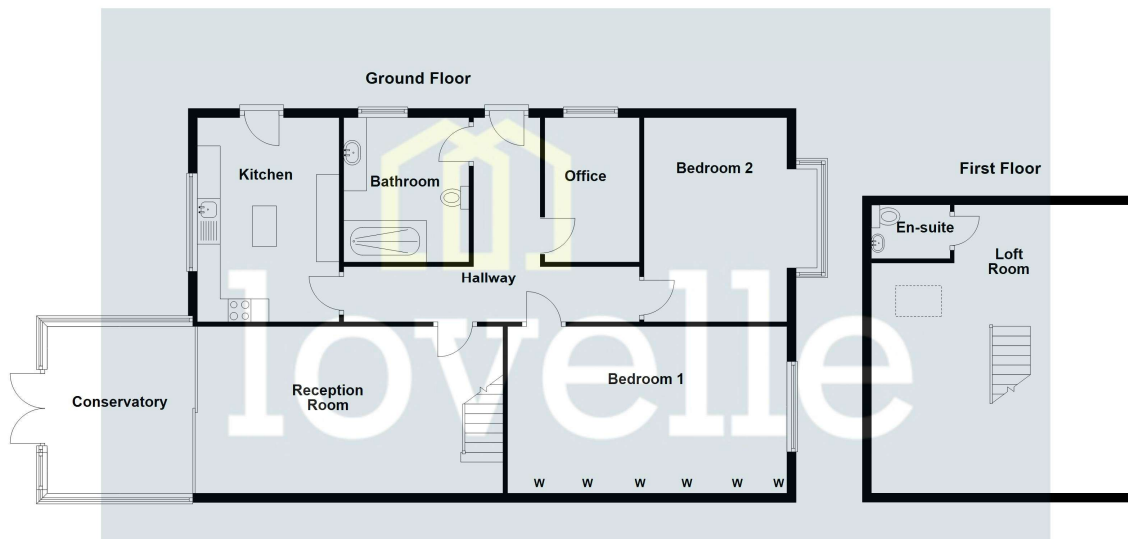 Ground Floor
Kitchen
Bathroom
Office
Bedroom 2
Hallway
Conservatory
Reception
Room
Bedroom 1
W W W W W W
First Floor
En-suite
Loft
Room
lovelle